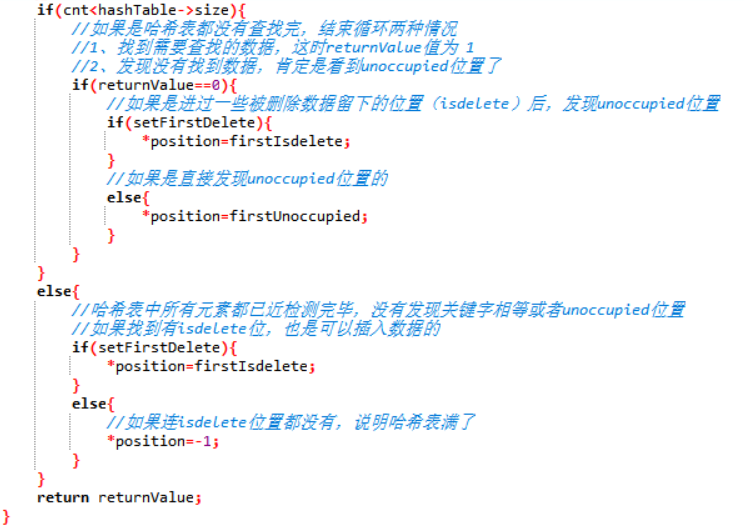 if(cnt<hashTable->size){
//如果是哈希表都没有查找完，结束循环两种情况
//1、找到需要查找的数据，这时returnValue值为 1
//2、发现没有找到数据，肯定是看到unoccupied位置了
if(returnValue==0){
//如果是进过一些被删除数据留下的位置（isdelete）后，发现unoccupied位置
if(setFirstDelete){
*position=firstIsdelete;
}
//如果是直接发现unoccupied位置的
else{
*position=firstUnoccupied;
}
}
}
else{
//哈希表中所有元素都已近检测完毕，没有发现关键字相等或者unoccupied位置
//如果找到有isdelete位，也是可以插入数据的
if(setFirstDelete){
*position=firstIsdelete;
}
else{
//如果连isdelete位置都没有，说明哈希表满了
*position=-1;
}
}
return returnValue;
}